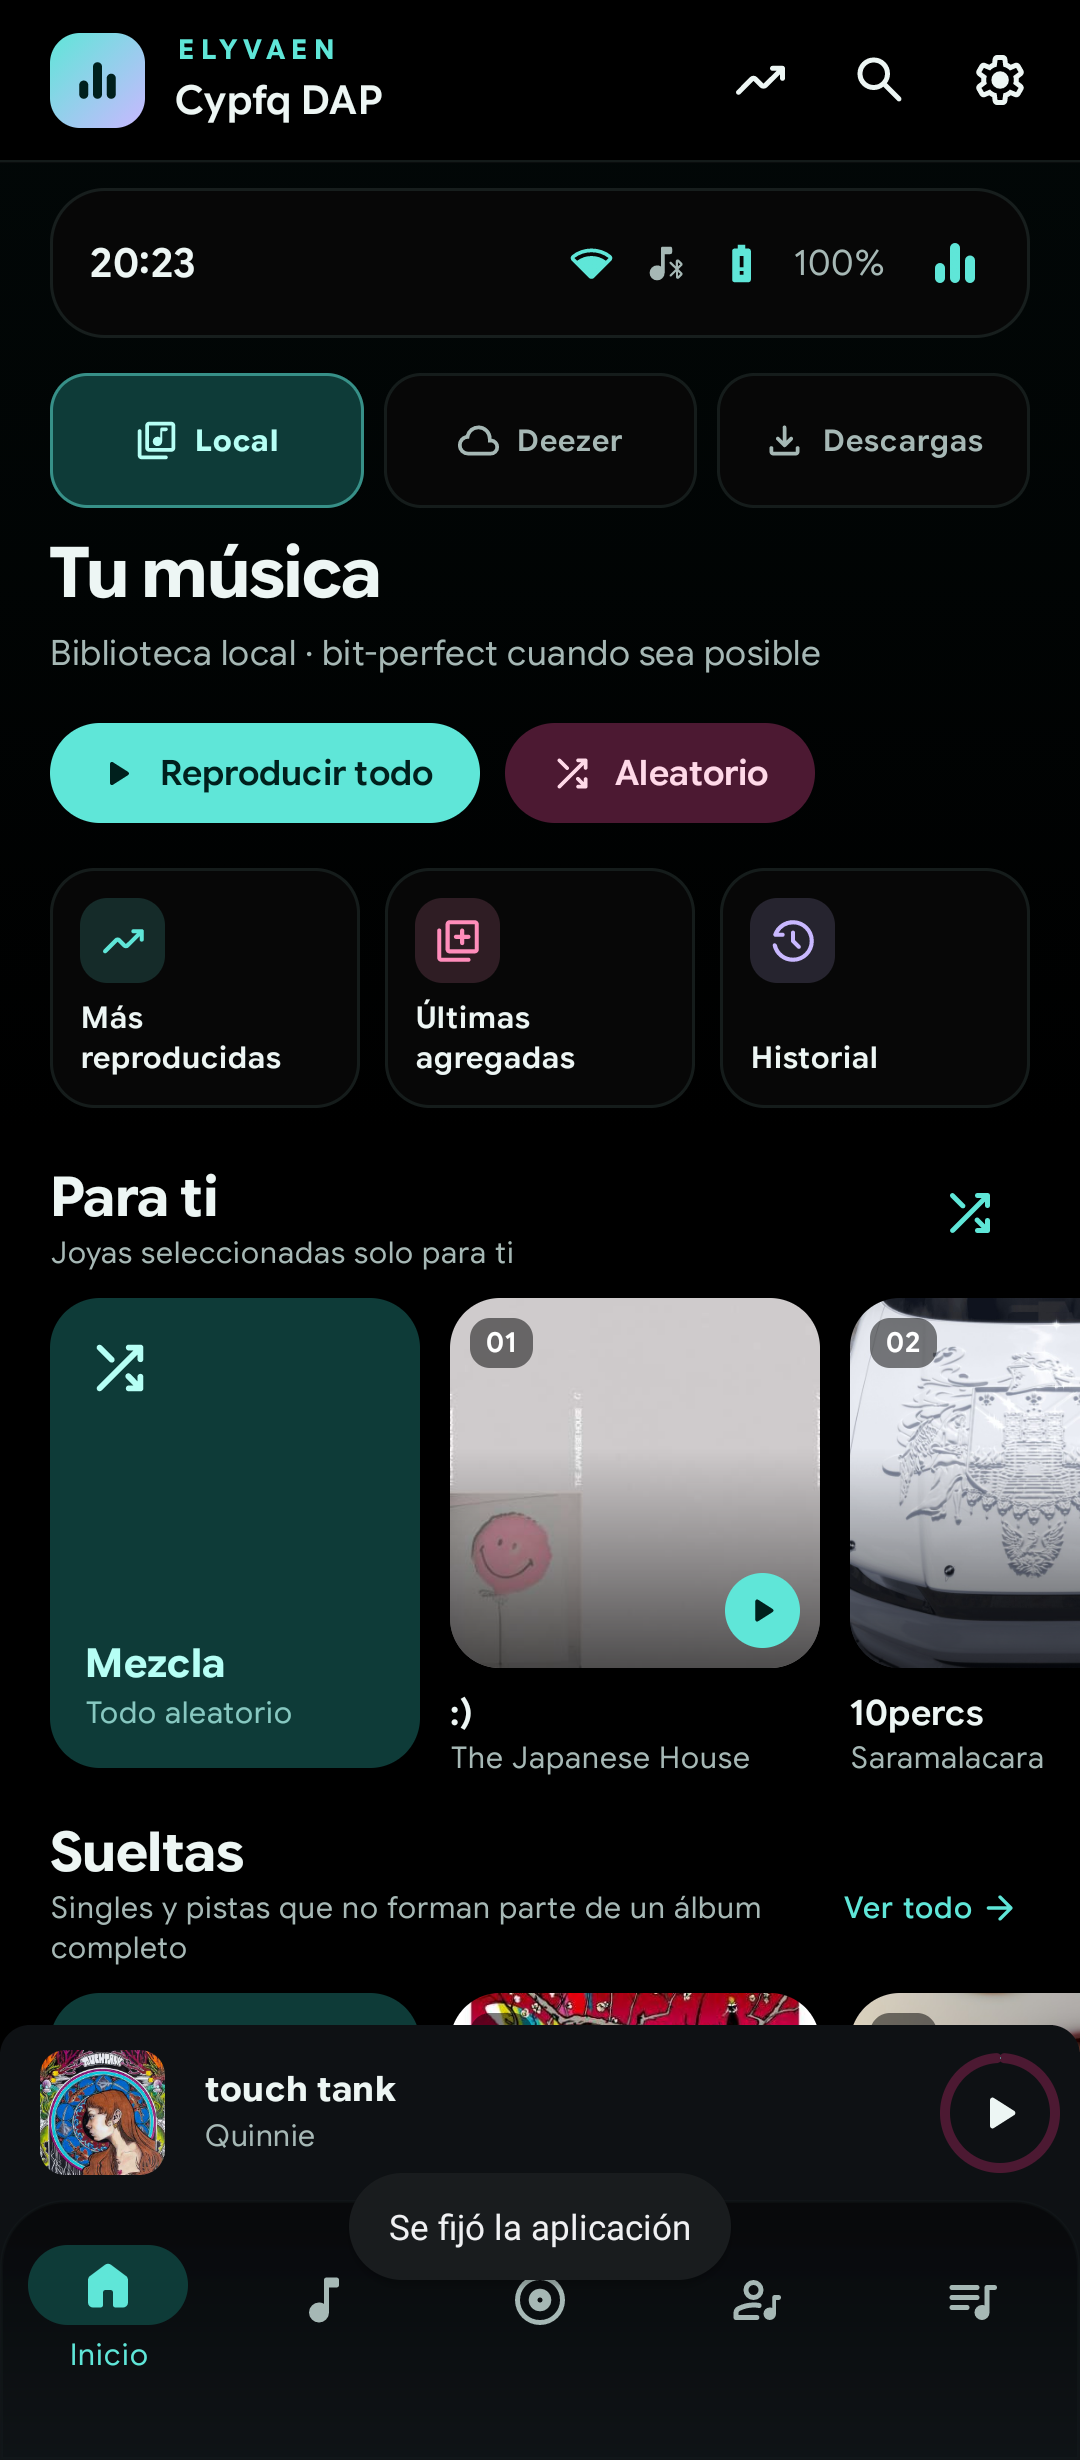 ELYVAEN
Cypfq DAP
20:23
100%
Local
Deezer
Descargas
Tu música
Biblioteca local · bit-perfect cuando sea posible
Reproducir todo
Aleatorio
Más
reproducidas
Últimas
agregadas
Historial
Para ti
Joyas seleccionadas solo para ti
01
02
THE JAPANESE HOUSE
Mezcla
Todo aleatorio
:)
The Japanese House
10percs
Saramalacara
Sueltas
Singles y pistas que no forman parte de un álbum
completo
Ver todo
touch tank
Quinnie
Se fijó la aplicación
Inicio